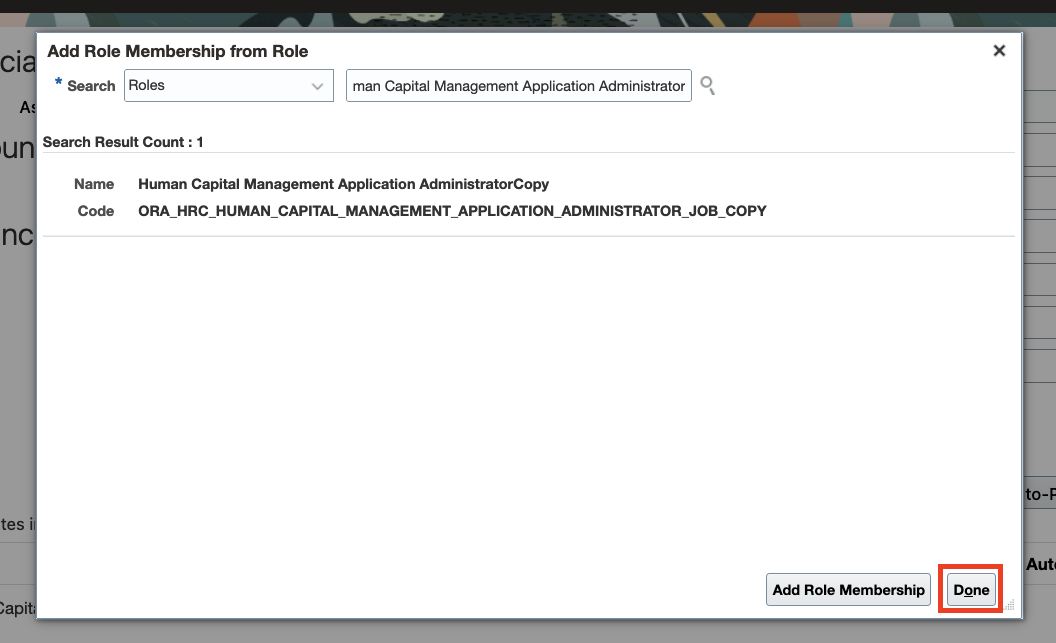 Add Role Membership from Role
* Search Roles man Capital Management Application Administrator
Search Result Count : 1
Name Human Capital Management Application AdministratorCopy
Code ORA_HRC_HUMAN_CAPITAL_MANAGEMENT_APPLICATION_ADMINISTRATOR_JOB_COPY
Add Role Membership Done
cia
As
oun
nc
to-P
tes i
Auto
Capita